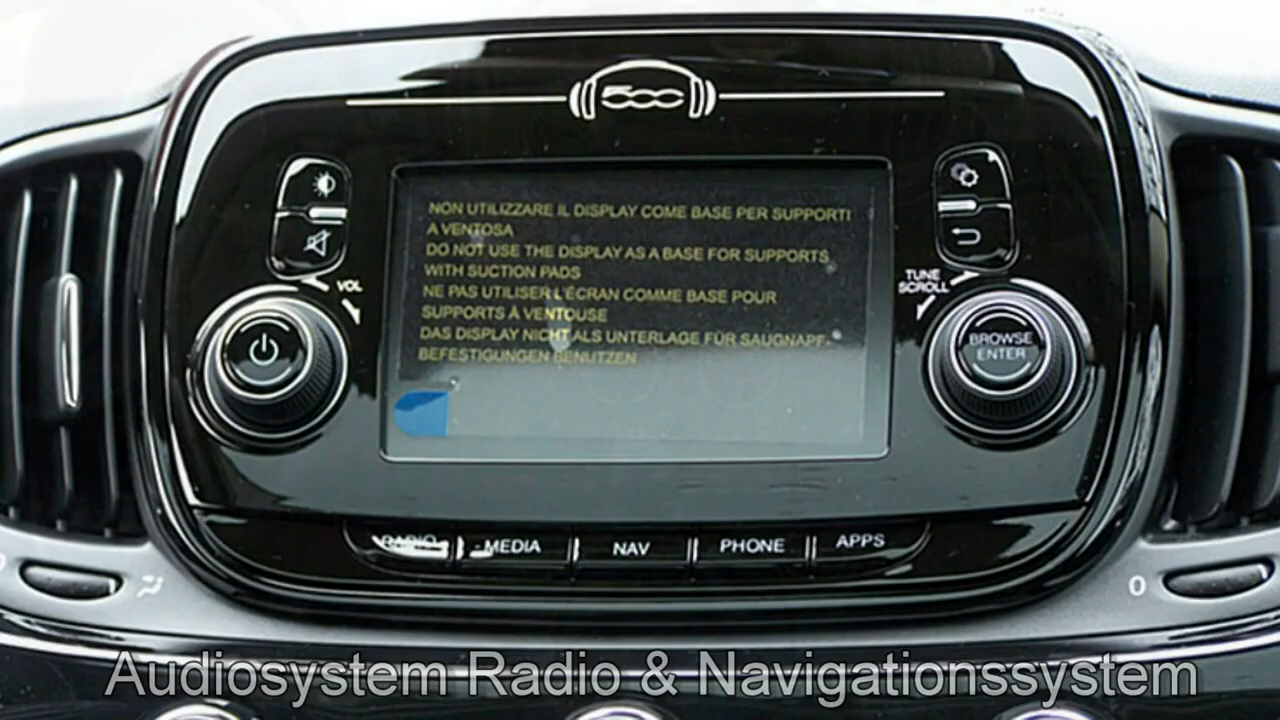 500
NON UTILIZZARE IL DISPLAY COME BASE PER SUPPORTI
A VENTOSA
DO NOT USE THE DISPLAY AS A BASE FOR SUPPORTS
WITH SUCTION PADS
NE PAS UTILISER L'ÉCRAN COMME BASE POUR
SUPPORTS À VENTOUSE
DAS DISPLAY NICHT ALS UNTERLAGE FÜR SAUGNAPF-
BEFESTIGUNGEN BENUTZEN
VOL
TUNE
SCROLL
BROWSE
ENTER
RADIO
MEDIA
NAV
PHONE
APPS
0
Audiosystem Radio & Navigationssystem